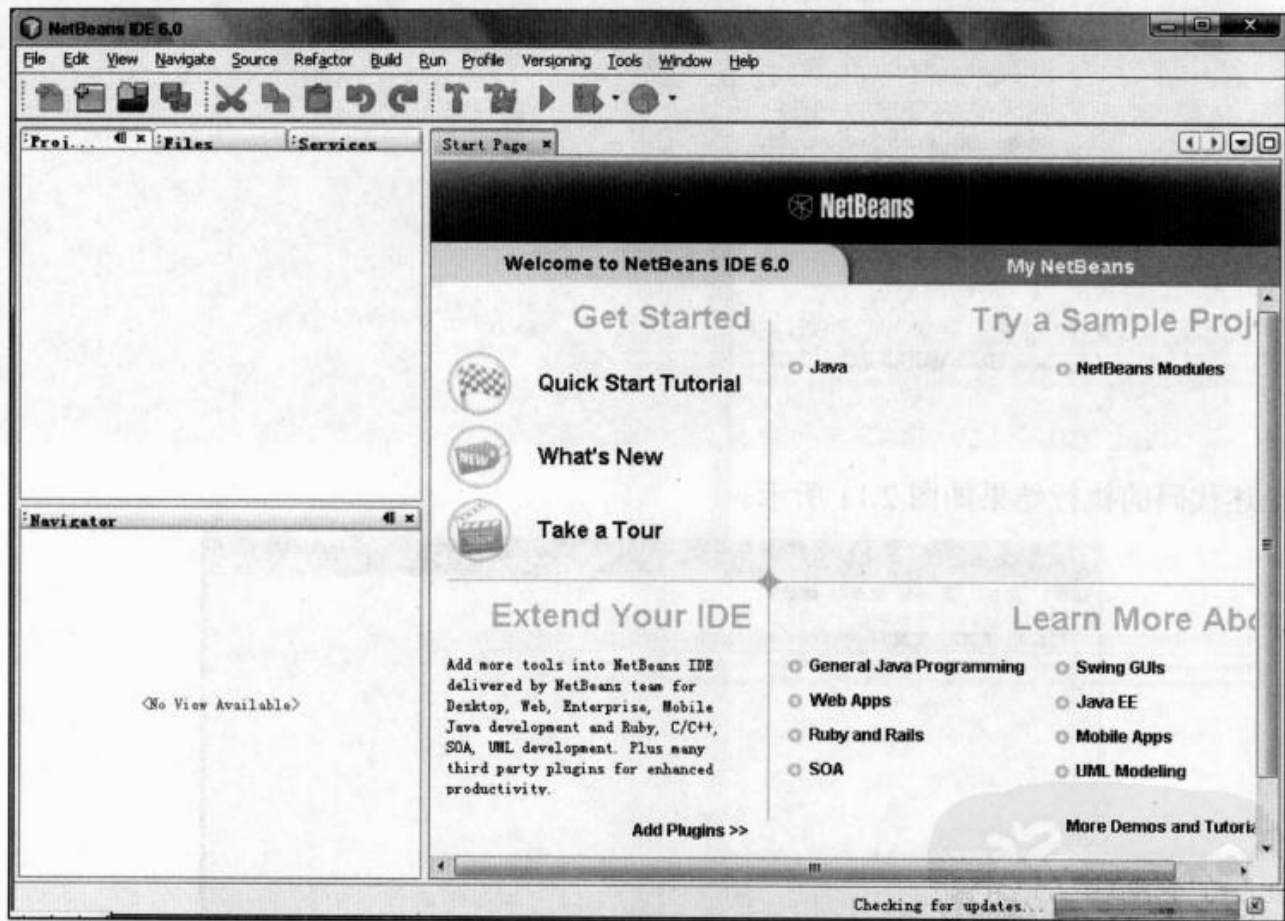 NetBeans IDE 6.0
File Edit View Navigate Source Refactor Build Run Profile Versioning Tools Window Help
Proj... Files Services
Start Page
NetBeans
Welcome to NetBeans IDE 6.0
My NetBeans
Get Started
Quick Start Tutorial
What's New
Take a Tour
Try a Sample Proj
Java
NetBeans Modules
Navigator
<No View Available>
Extend Your IDE
Add more tools into NetBeans IDE
delivered by NetBeans team for
Desktop, Web, Enterprise, Mobile
Java development and Ruby, C/C++,
SOA, UML development. Plus many
third party plugins for enhanced
productivity.
Add Plugins >>
Learn More Abo
General Java Programming
Swing GUIs
Web Apps
Java EE
Ruby and Rails
Mobile Apps
SOA
UML Modeling
More Demos and Tutoria
Checking for updates...